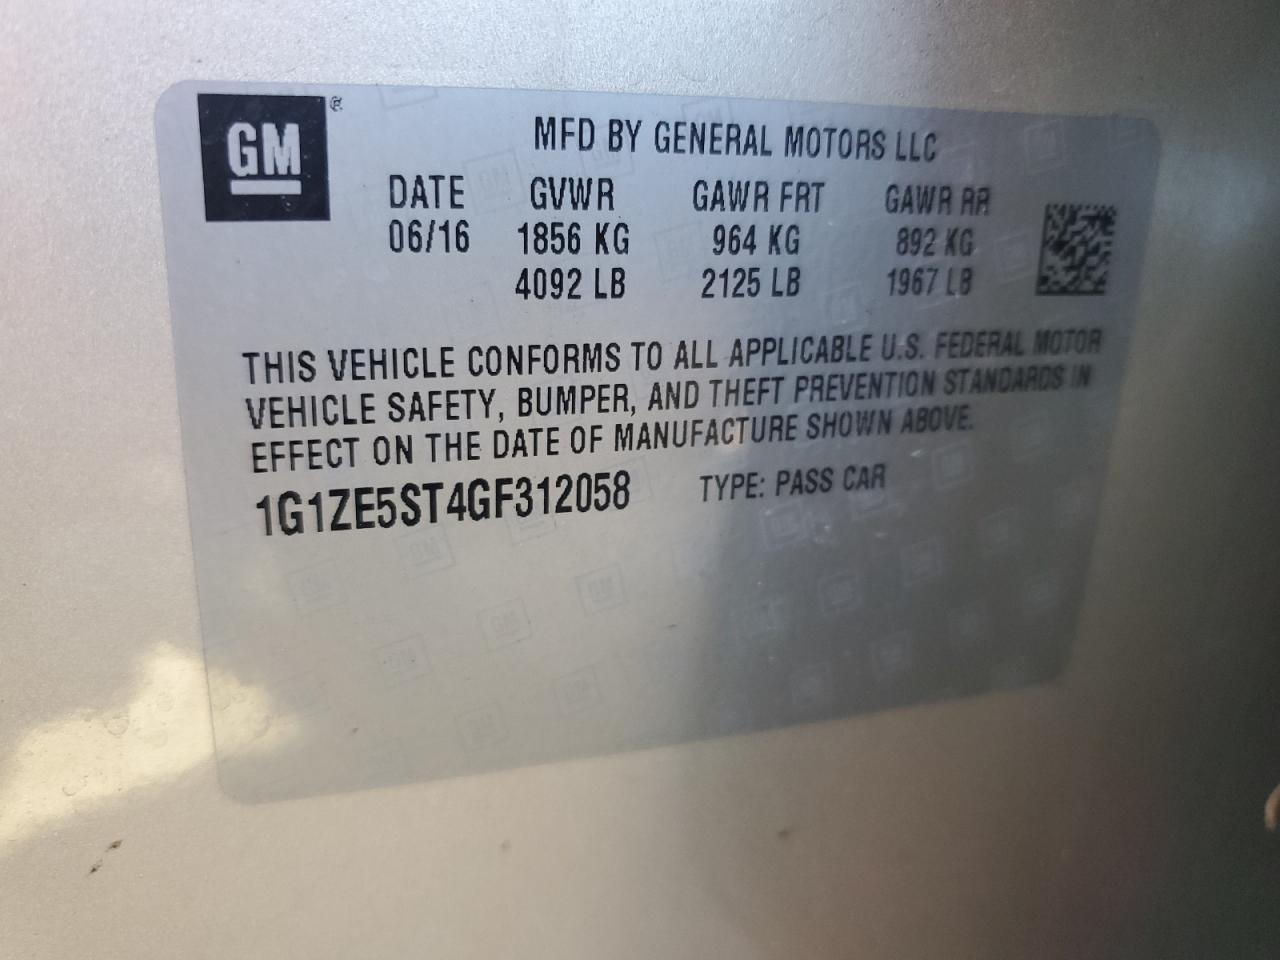 GM ®
MFD BY GENERAL MOTORS LLC
DATE GVWR GAWR FRT GAWR RR
06/16 1856 KG 964 KG 892 KG
4092 LB 2125 LB 1967 LB
THIS VEHICLE CONFORMS TO ALL APPLICABLE U.S. FEDERAL MOTOR
VEHICLE SAFETY, BUMPER, AND THEFT PREVENTION STANDARDS IN
EFFECT ON THE DATE OF MANUFACTURE SHOWN ABOVE.
1G1ZE5ST4GF312058 TYPE: PASS CAR